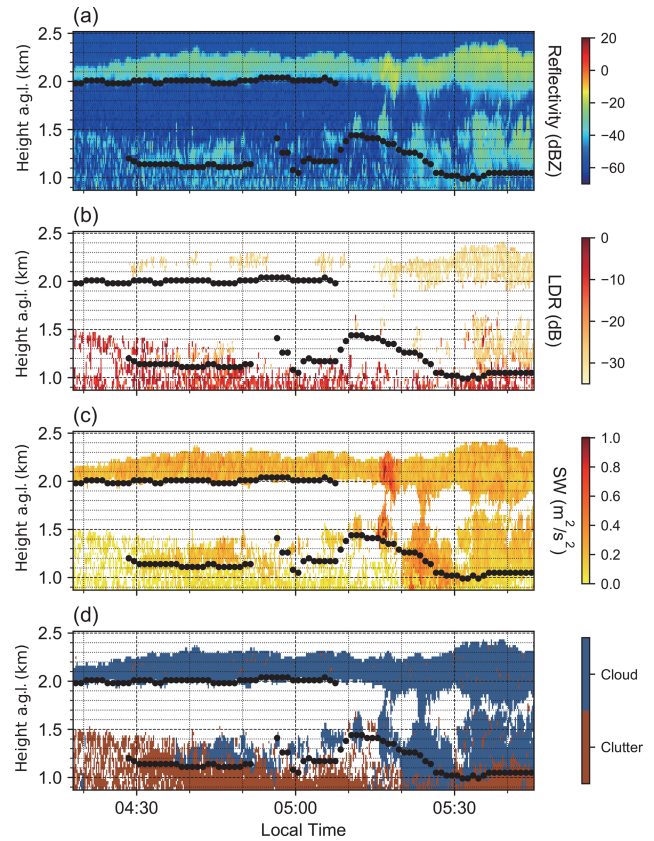 (a)
2.5
2.0
1.5
1.0
Height a.g.l. (km)
20
0
−20
−40
−60
Reflectivity (dBZ)
(b)
2.5
2.0
1.5
1.0
Height a.g.l. (km)
0
−10
−20
−30
LDR (dB)
(c)
2.5
2.0
1.5
1.0
Height a.g.l. (km)
1.0
0.8
0.6
0.4
0.2
0.0
SW (m²/s²)
(d)
2.5
2.0
1.5
1.0
Height a.g.l. (km)
Cloud
Clutter
04:30 05:00 05:30
Local Time